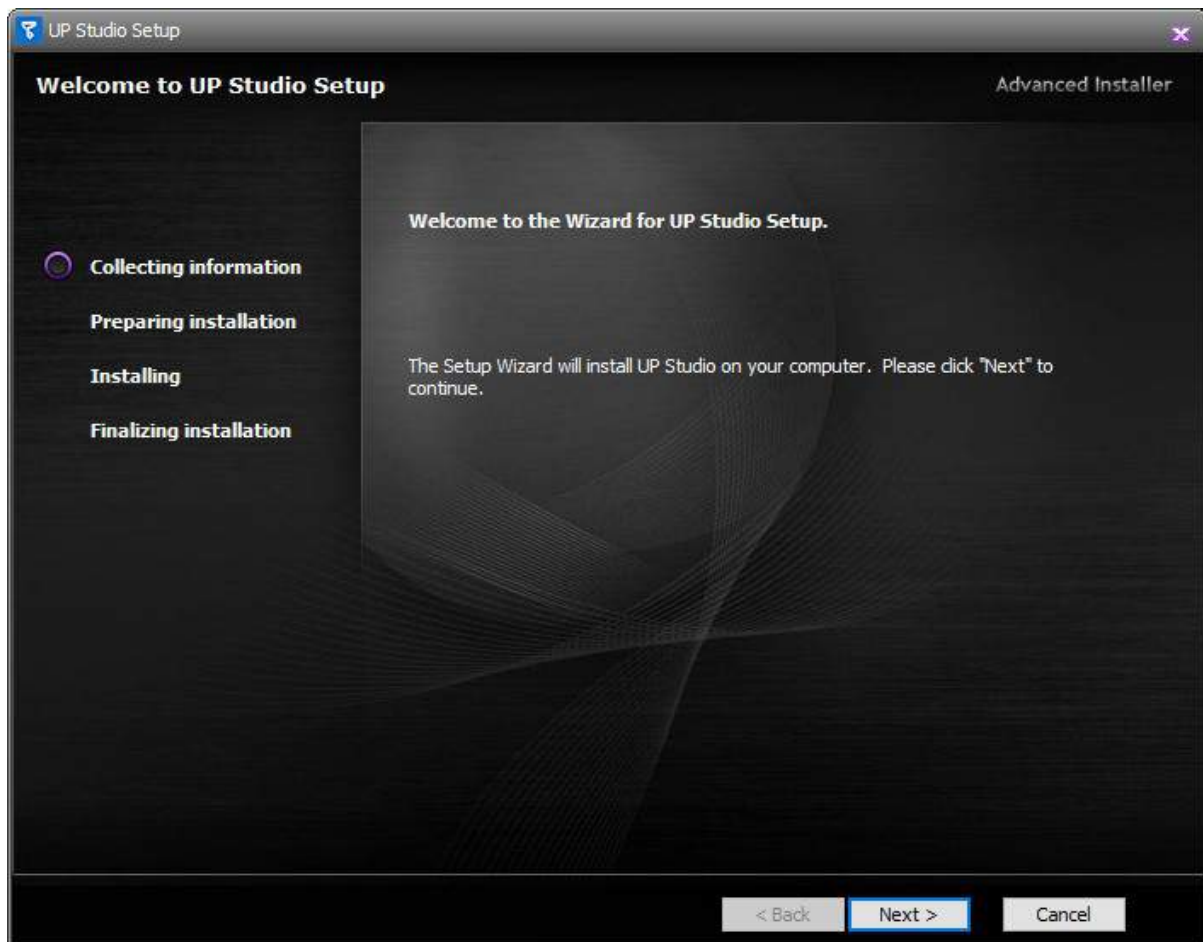 UP Studio Setup
Welcome to UP Studio Setup
Advanced Installer
Collecting information
Preparing installation
Installing
Finalizing installation
Welcome to the Wizard for UP Studio Setup.
The Setup Wizard will install UP Studio on your computer.  Please click "Next" to
continue.
< Back
Next >
Cancel